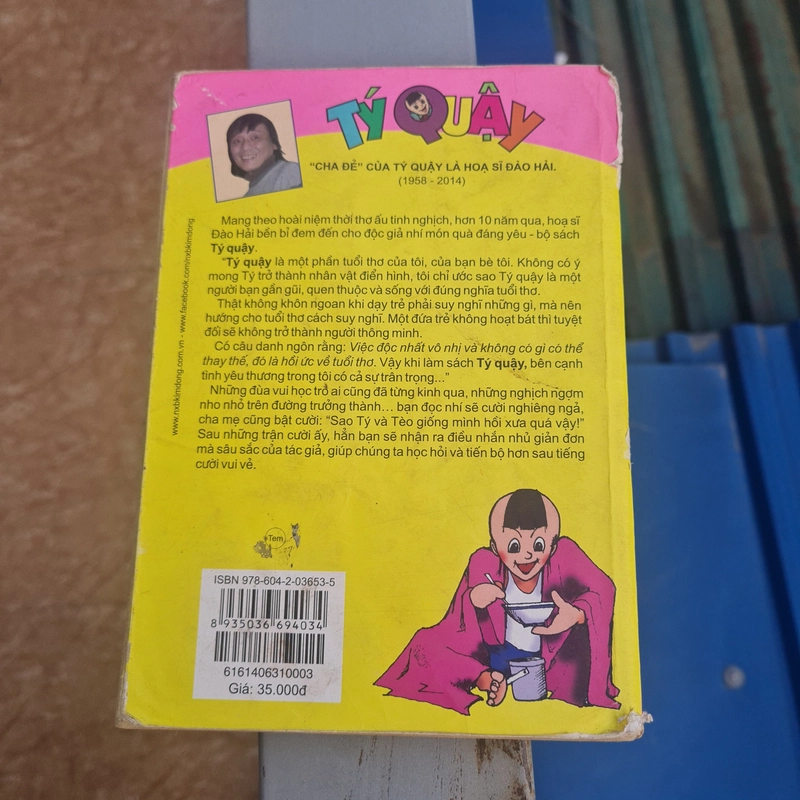 TÝ QUẬY
"CHA ĐẺ" CỦA TÝ QUẬY LÀ HOẠ SĨ ĐÀO HẢI.
(1958 - 2014)
Mang theo hoài niệm thời thơ ấu tinh nghịch, hơn 10 năm qua, hoạ sĩ
Đào Hải bền bỉ đem đến cho độc giả nhí món quà đáng yêu - bộ sách
Tý quậy.
"Tý quậy là một phần tuổi thơ của tôi, của bạn bè tôi. Không có ý
mong Tý trở thành nhân vật điển hình, tôi chỉ ước sao Tý quậy là một
người bạn gần gũi, quen thuộc và sống với đúng nghĩa tuổi thơ.
Thật không khôn ngoan khi dạy trẻ phải suy nghĩ những gì, mà nên
hướng cho tuổi thơ cách suy nghĩ. Một đứa trẻ không hoạt bát thì tuyệt
đối sẽ không trở thành người thông minh.
Có câu danh ngôn rằng: Việc độc nhất vô nhị và không có gì có thể
thay thế, đó là hồi ức về tuổi thơ. Vậy khi làm sách Tý quậy, bên cạnh
tình yêu thương trong tôi có cả sự trân trọng..."
Những đùa vui học trò ai cũng đã từng kinh qua, những nghịch ngợm
nho nhỏ trên đường trưởng thành... bạn đọc nhí sẽ cười nghiêng ngả,
cha mẹ cũng bật cười: "Sao Tý và Tèo giống mình hồi xưa quá vậy!"
Sau những trận cười ấy, hẳn bạn sẽ nhận ra điều nhắn nhủ giản đơn
mà sâu sắc của tác giả, giúp chúng ta học hỏi và tiến bộ hơn sau tiếng
cười vui vẻ.
www.nxbkimdong.com.vn - www.facebook.com/nxbkimdong
Tem
ISBN 978-604-2-03653-5
8 935036 694034
6161406310003
Giá: 35.000đ